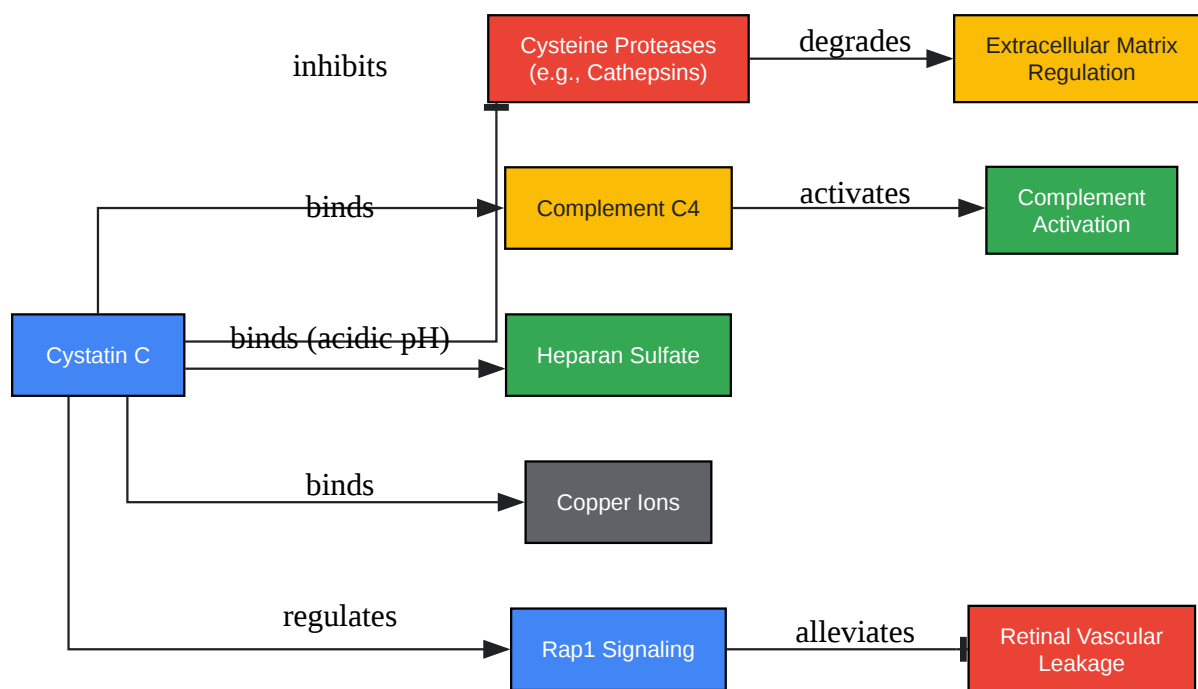 inhibits
Cysteine Proteases
(e.g., Cathepsins)
degrades
Extracellular Matrix
Regulation
binds
Complement C4
activates
Complement
Activation
Cystatin C
binds (acidic pH)
Heparan Sulfate
binds
Copper Ions
regulates
Rap1 Signaling
alleviates
Retinal Vascular
Leakage